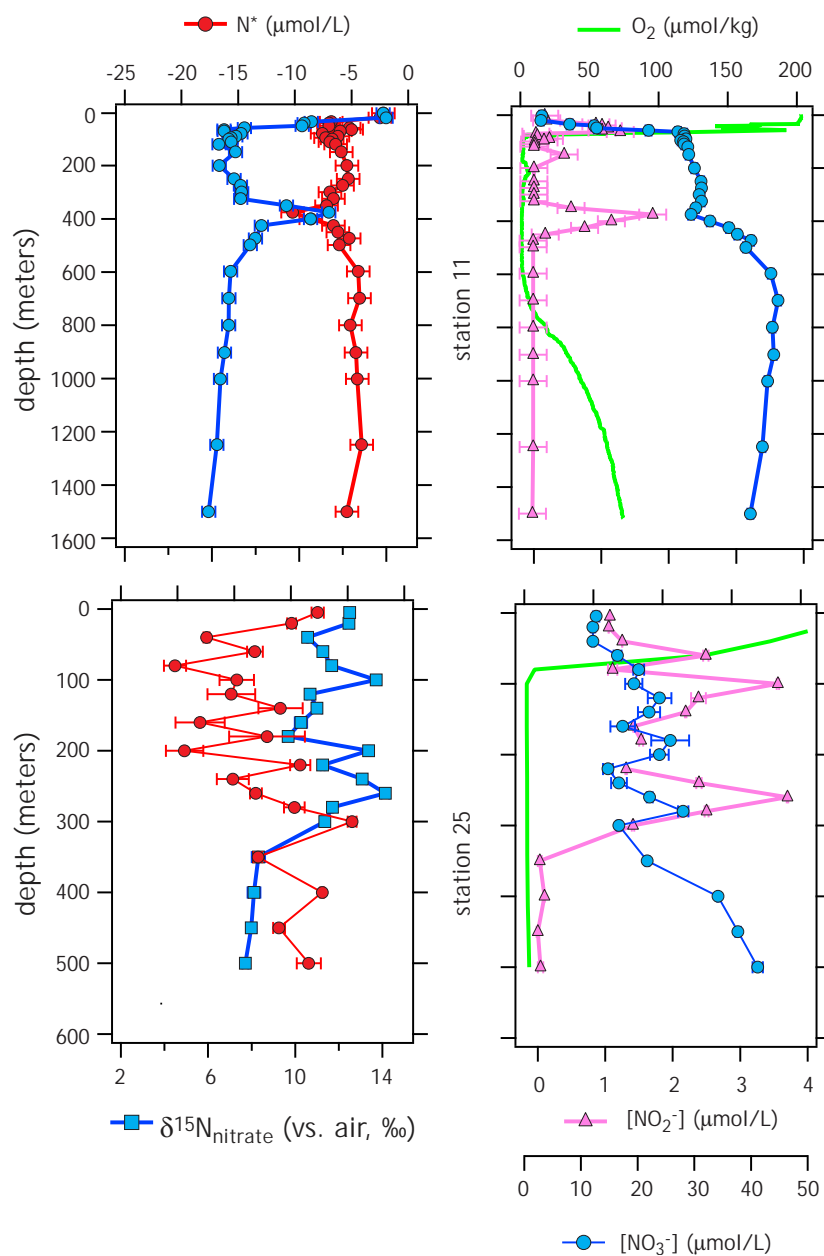 N* (μmol/L)
O₂ (μmol/kg)
-25 -20 -15 -10 -5 0
0 50 100 150 200
0
200
400
600
800
1000
1200
1400
1600
depth (meters)
station 11
0
100
200
300
400
500
600
depth (meters)
station 25
2 6 10 14
0 1 2 3 4
δ¹⁵Nnitrate (vs. air, ‰)
[NO₂⁻] (μmol/L)
0 10 20 30 40 50
[NO₃⁻] (μmol/L)